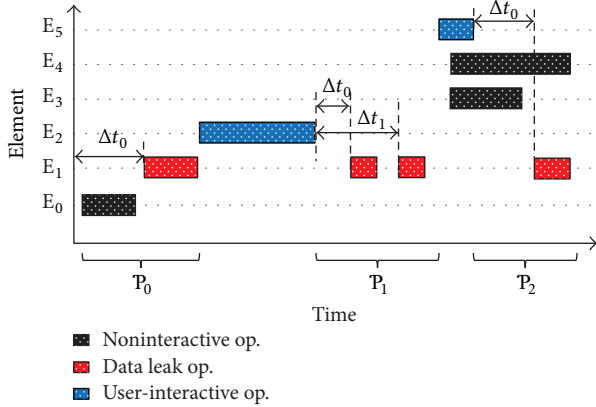 Δt₀
E₅
E₄
E₃
Δt₀
E₂
Δt₁
Δt₀
E₁
E₀
Element
𝒫₀
𝒫₁
𝒫₂
Time
Noninteractive op.
Data leak op.
User-interactive op.